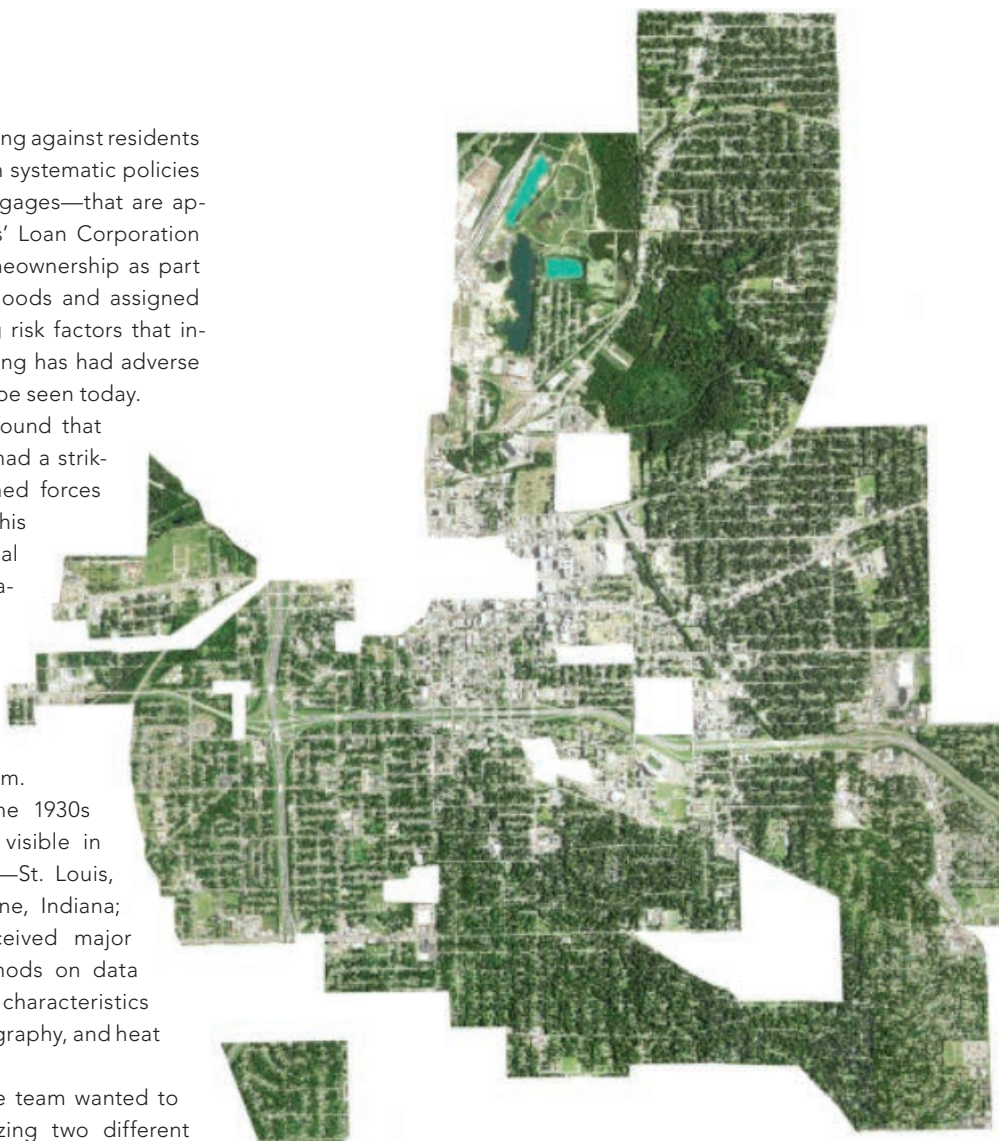 ng against residents
n systematic policies
gages—that are ap-
s’ Loan Corporation
neownership as part
oods and assigned
g risk factors that in-
ing has had adverse
be seen today.
ound that
had a strik-
ned forces
his
al
a-
m.
ne 1930s
visible in
—St. Louis,
ne, Indiana;
ceived major
nods on data
characteristics
graphy, and heat
e team wanted to
zing two different